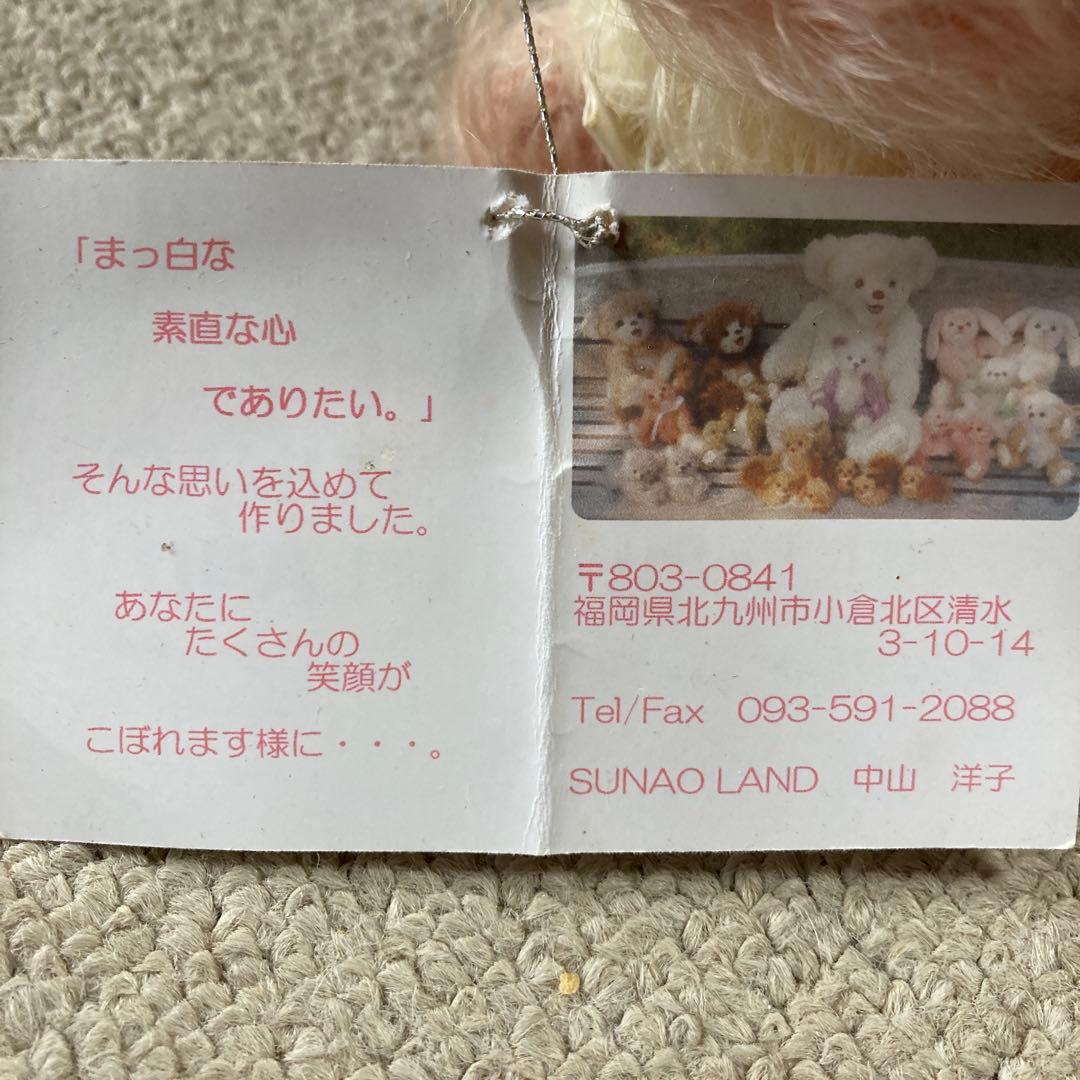 「まっ白な
素直な心
でありたい。」
そんな思いを込めて
作りました。
あなたに
たくさんの
笑顔が
こぼれます様に・・・。
〒803-0841
福岡県北九州市小倉北区清水
3-10-14
Tel/Fax 093-591-2088
SUNAO LAND 中山 洋子